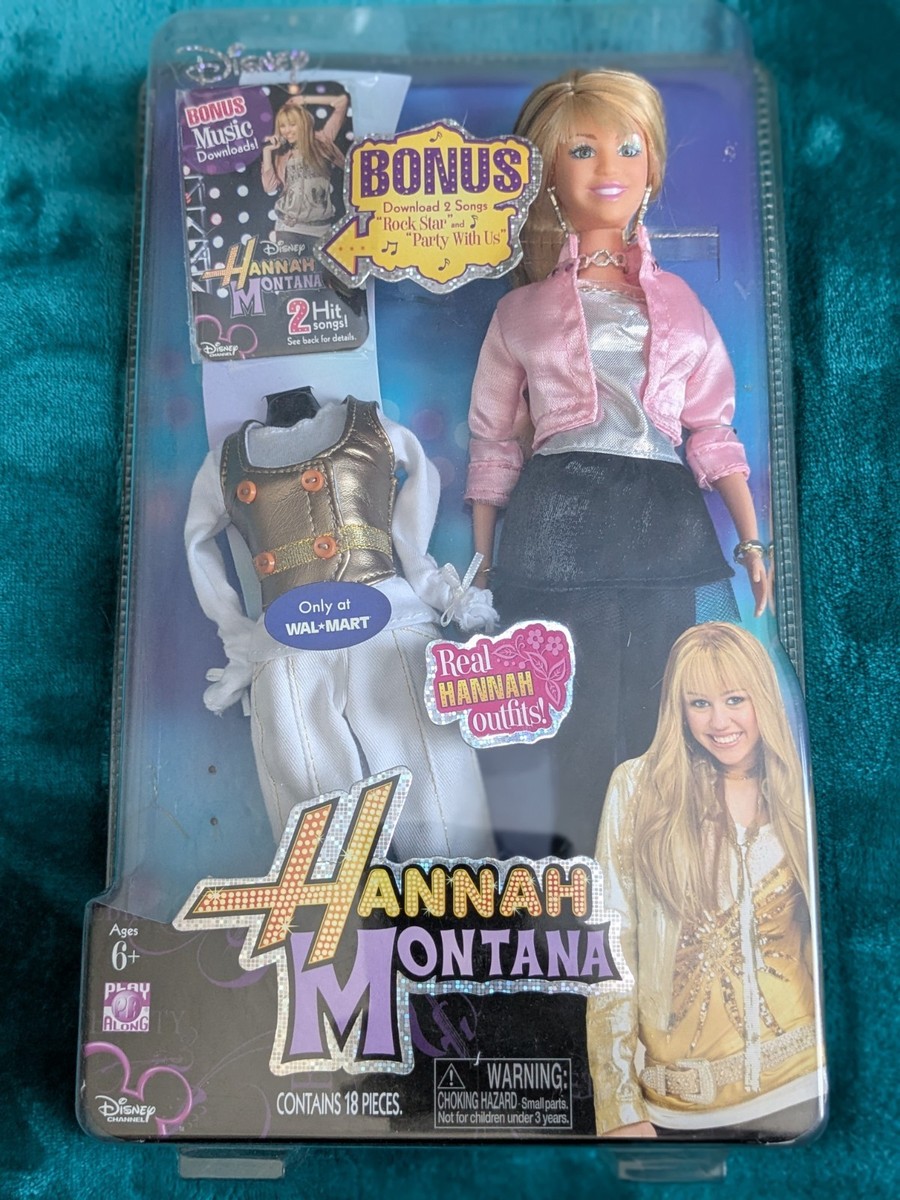 Disney
BONUS
Music
Downloads!
Disney
HANNAH
MONTANA
2 Hit
songs!
See back for details.
Disney
CHANNEL
BONUS
Download 2 Songs
"Rock Star" and
"Party With Us"
Only at
WAL★MART
Real
HANNAH
outfits!
HANNAH
MONTANA
Ages
6+
PLAY
ALONG
Disney
CHANNEL
CONTAINS 18 PIECES.
WARNING:
CHOKING HAZARD-Small parts.
Not for children under 3 years.